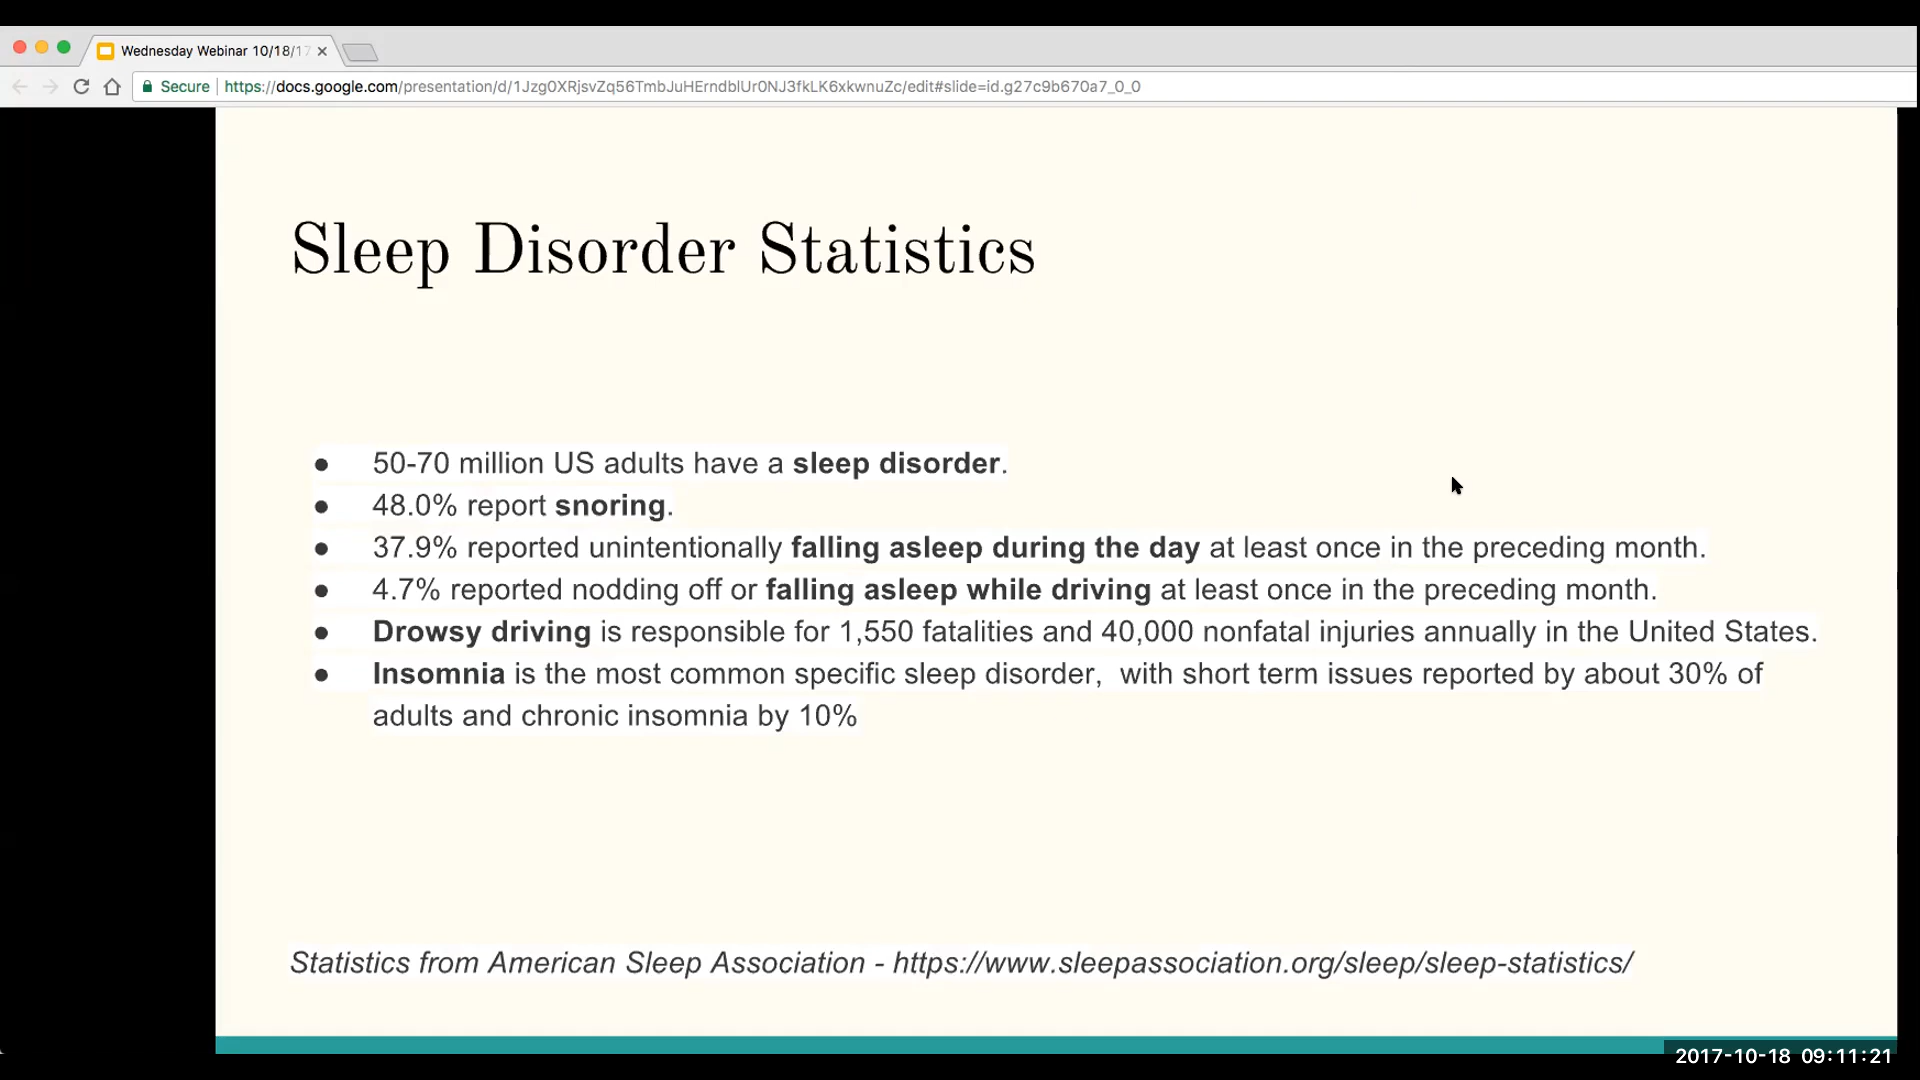 Wednesday Webinar 10/18/17
Secure https://docs.google.com/presentation/d/1Jzg0XRjsvZq56TmbJuHErndblUr0NJ3fkLK6xkwnuZc/edit#slide=id.g27c9b670a7_0_0
Sleep Disorder Statistics
● 50-70 million US adults have a sleep disorder.
● 48.0% report snoring.
● 37.9% reported unintentionally falling asleep during the day at least once in the preceding month.
● 4.7% reported nodding off or falling asleep while driving at least once in the preceding month.
● Drowsy driving is responsible for 1,550 fatalities and 40,000 nonfatal injuries annually in the United States.
● Insomnia is the most common specific sleep disorder,  with short term issues reported by about 30% of
adults and chronic insomnia by 10%
Statistics from American Sleep Association - https://www.sleepassociation.org/sleep/sleep-statistics/
2017-10-18 09:11:21